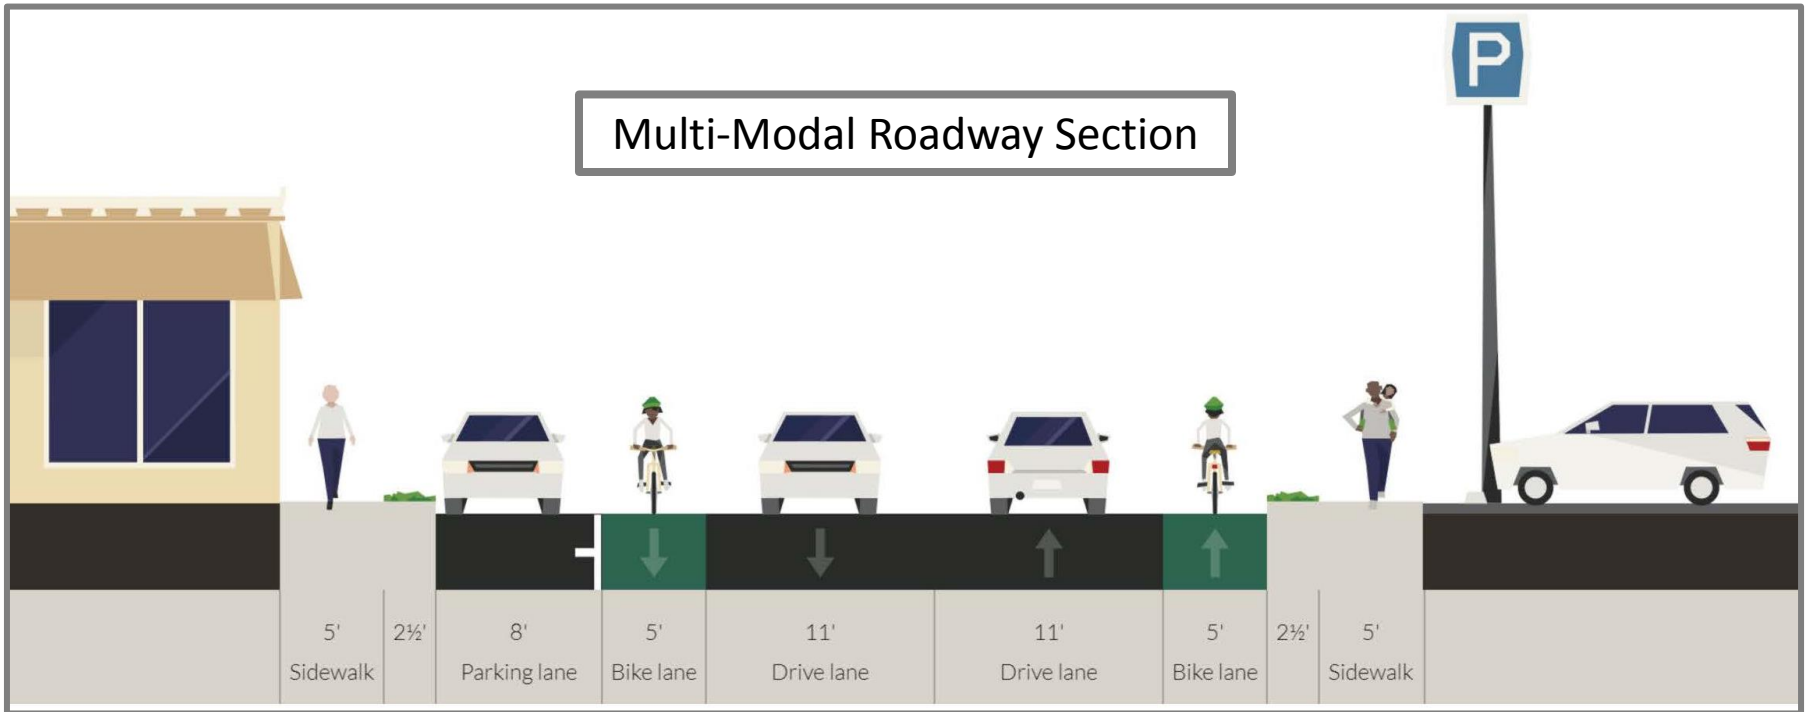 P
Multi-Modal Roadway Section
5' 2½' 8' 5' 11' 11' 5' 2½' 5'
Sidewalk Parking lane Bike lane Drive lane Drive lane Bike lane Sidewalk